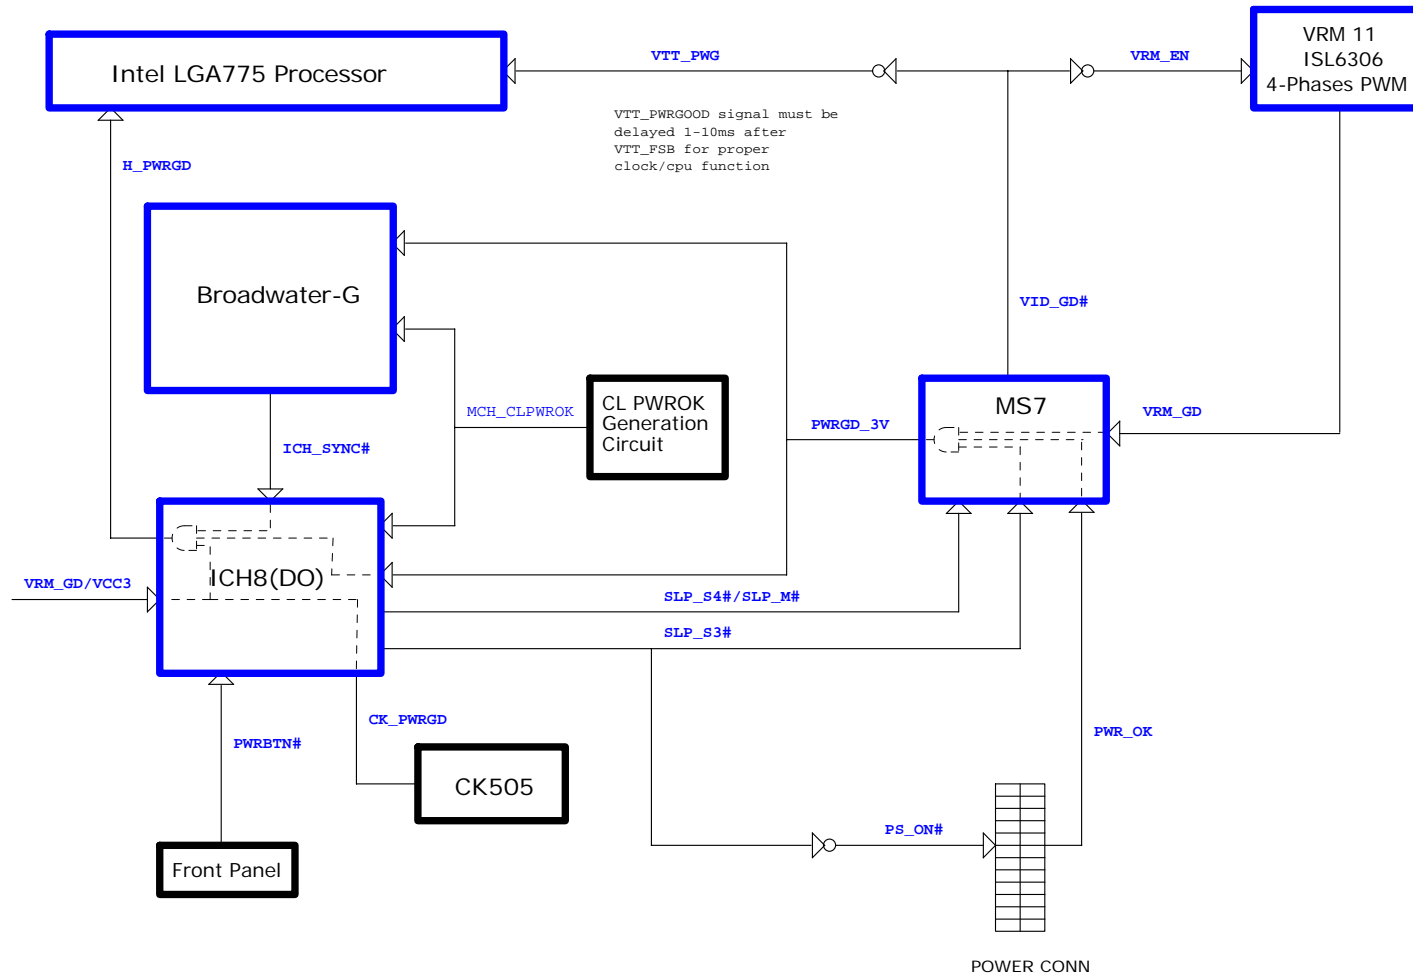 VRM 11
ISL6306
4-Phases PWM
VTT_PWG
VRM_EN
Intel LGA775 Processor
VTT_PWRGOOD signal must be
delayed 1-10ms after
VTT_FSB for proper
clock/cpu function
H_PWRGD
Broadwater-G
VID_GD#
CL PWROK
Generation
Circuit
MCH_CLPWROK
MS7
VRM_GD
PWRGD_3V
ICH_SYNC#
ICH8(DO)
VRM_GD/VCC3
SLP_S4#/SLP_M#
SLP_S3#
CK_PWRGD
PWRBTN#
PWR_OK
CK505
PS_ON#
Front Panel
POWER CONN